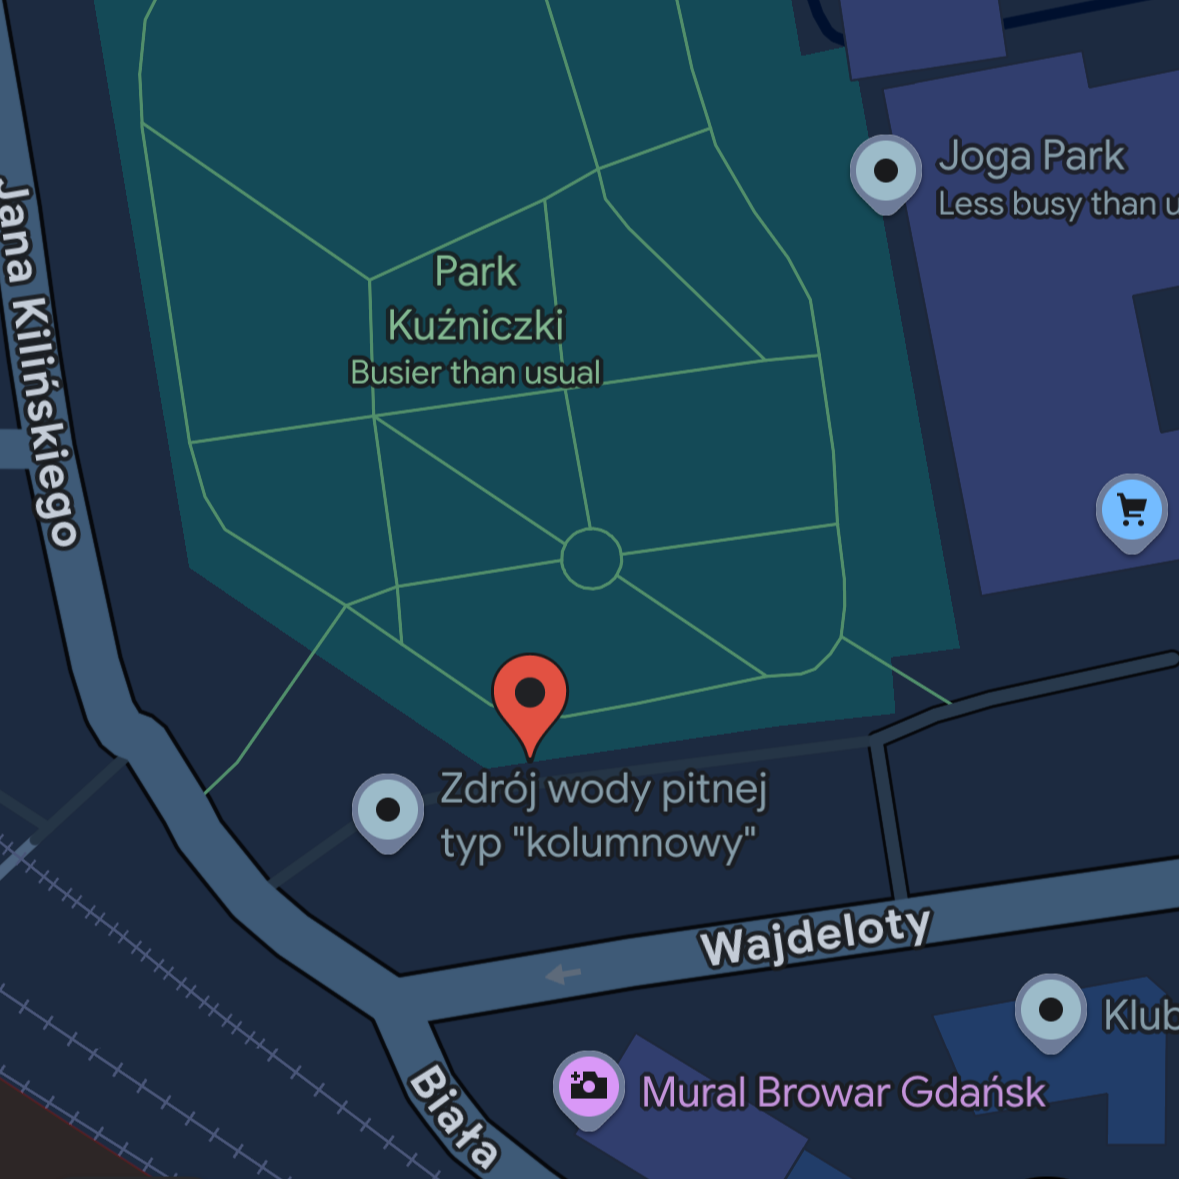 Joga Park
Less busy than u
Jana Kilińskiego
Park
Kuźniczki
Busier than usual
Zdrój wody pitnej
typ "kolumnowy"
Wajdeloty
Klub
Mural Browar Gdańsk
Biała